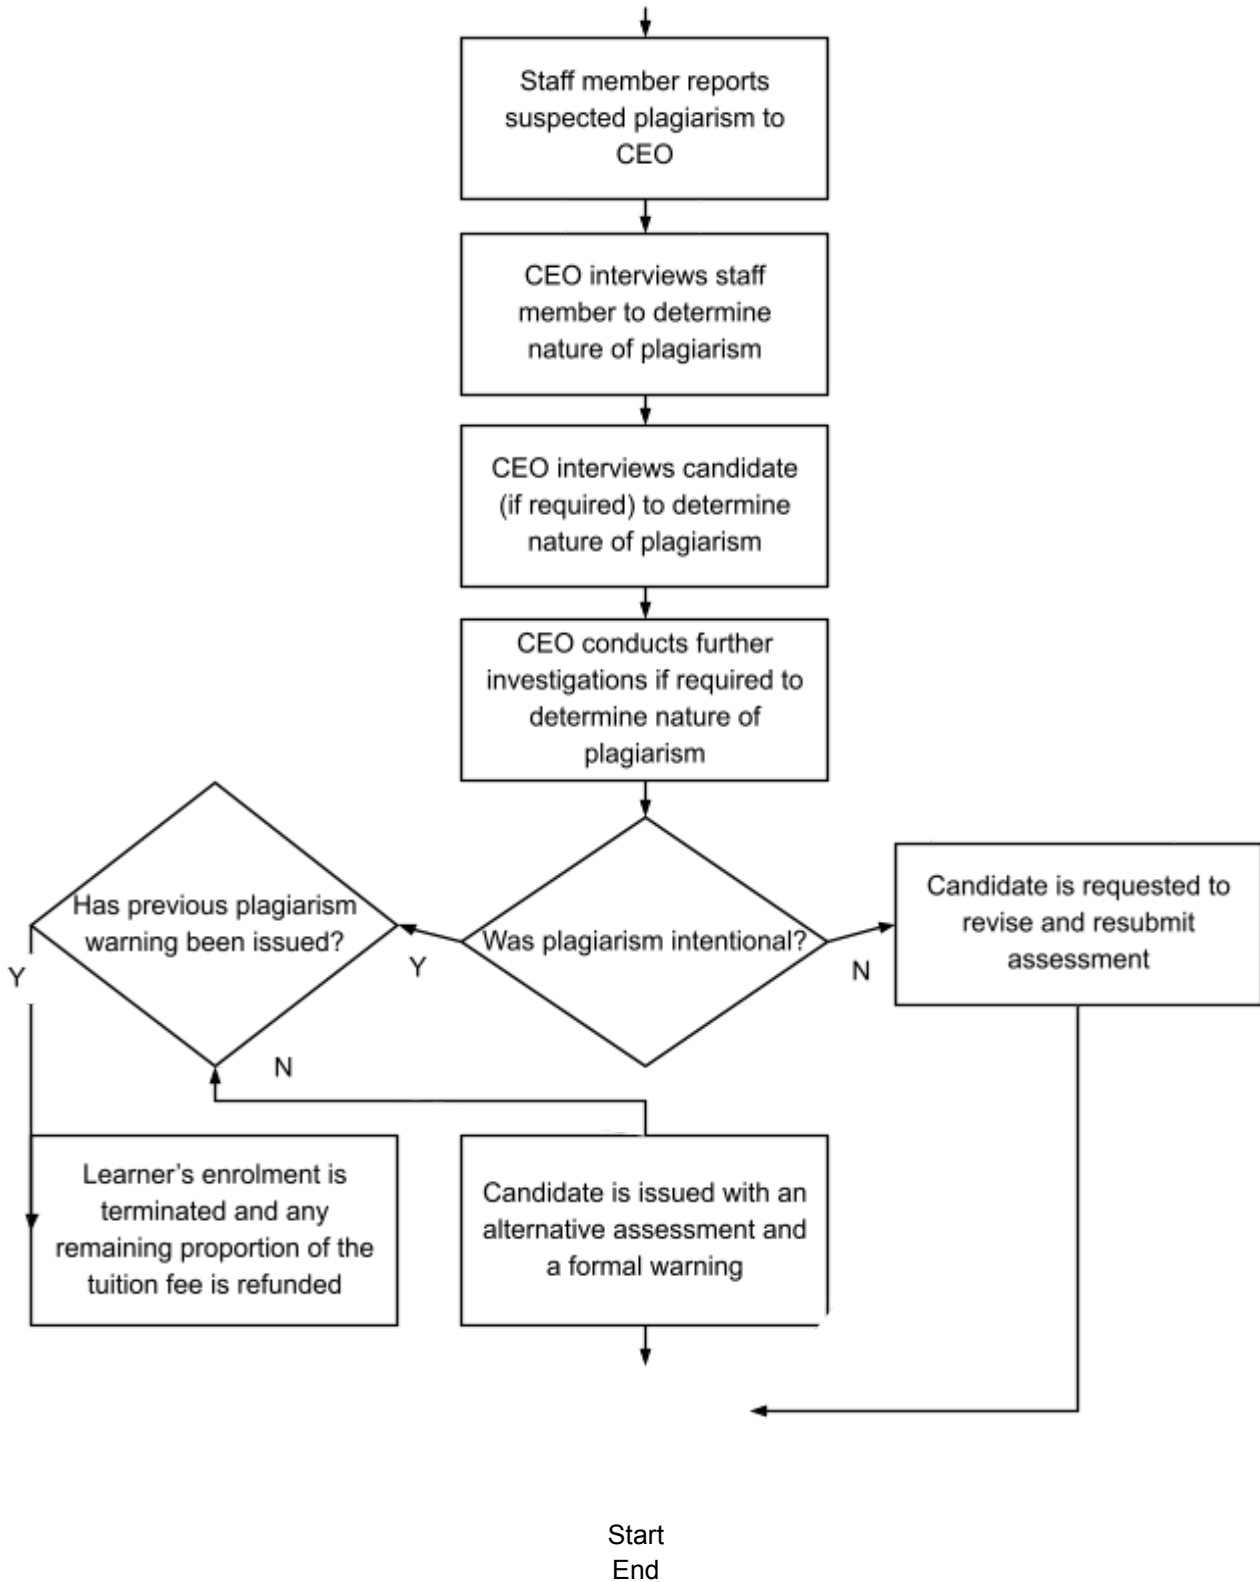 Staff member reports
suspected plagiarism to
CEO
CEO interviews staff
member to determine
nature of plagiarism
CEO interviews candidate
(if required) to determine
nature of plagiarism
CEO conducts further
investigations if required to
determine nature of
plagiarism
Has previous plagiarism
warning been issued?
Y
Y
Was plagiarism intentional?
N
Candidate is requested to
revise and resubmit
assessment
N
Learner’s enrolment is
terminated and any
remaining proportion of the
tuition fee is refunded
Candidate is issued with an
alternative assessment and
a formal warning
Start
End